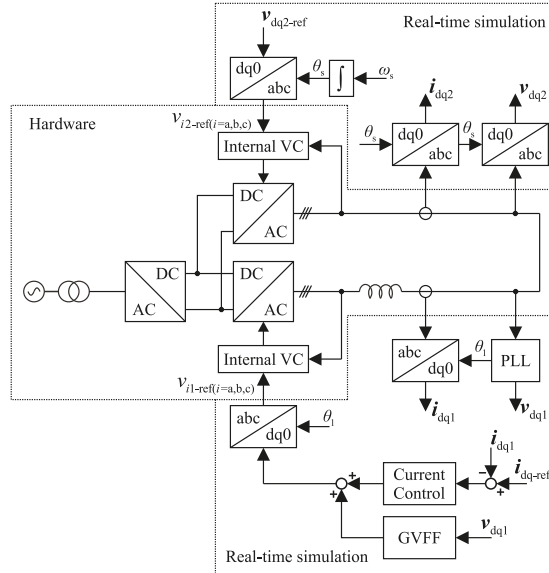 v_dq2-ref
Real-time simulation
dq0
abc
θ_s
∫
ω_s
i_dq2
v_dq2
Hardware
v_i2-ref(i=a,b,c)
Internal VC
θ_s
dq0
abc
θ_s
dq0
abc
DC
AC
DC
AC
DC
AC
Internal VC
v_i1-ref(i=a,b,c)
abc
dq0
θ_1
PLL
i_dq1
v_dq1
abc
dq0
θ_1
i_dq1
− 
i_dq-ref
+
Current
Control
+
+
GVFF
v_dq1
Real-time simulation